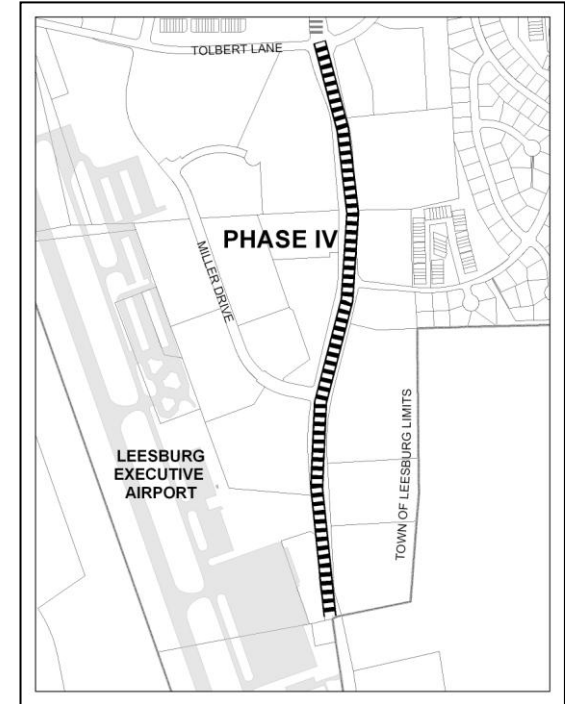 TOLBERT LANE
PHASE IV
MILLER DRIVE
LEESBURG
EXECUTIVE
AIRPORT
TOWN OF LEESBURG LIMITS